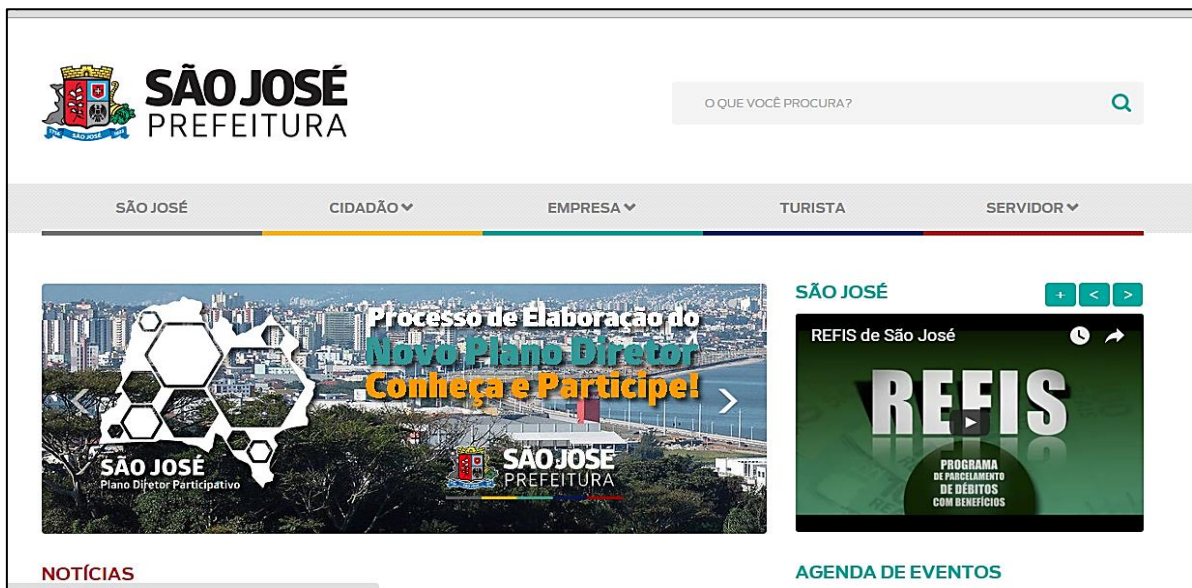 SÃO JOSÉ
PREFEITURA
O QUE VOCÊ PROCURA?
SÃO JOSÉ
CIDADÃO
EMPRESA
TURISTA
SERVIDOR
Processo de Elaboração do
Novo Plano Diretor
Conheça e Participe!
SÃO JOSÉ
Plano Diretor Participativo
SÃO JOSÉ
PREFEITURA
SÃO JOSÉ
+ < >
REFIS de São José
REFIS
PROGRAMA
DE PARCELAMENTO
DE DÉBITOS
COM BENEFÍCIOS
NOTÍCIAS
AGENDA DE EVENTOS